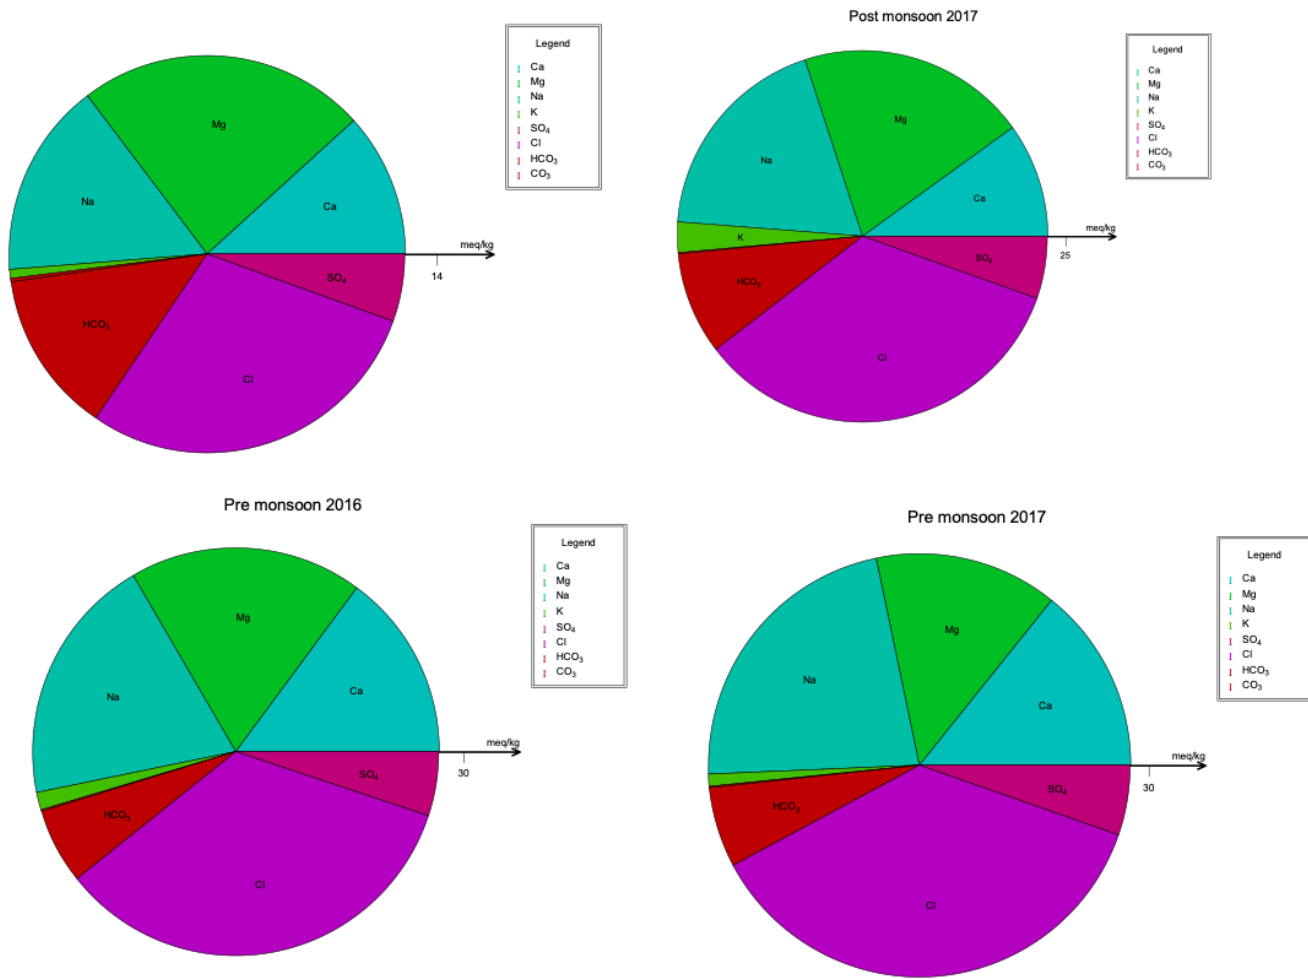 Legend
Ca
Mg
Na
K
SO₄
Cl
HCO₃
CO₃
Mg
Ca
Na
HCO₃
Cl
SO₄
meq/kg
14
Post monsoon 2017
Legend
Ca
Mg
Na
K
SO₄
Cl
HCO₃
CO₃
Mg
Na
Ca
K
HCO₃
SO₄
Cl
meq/kg
25
Pre monsoon 2016
Legend
Ca
Mg
Na
K
SO₄
Cl
HCO₃
CO₃
Mg
Na
Ca
HCO₃
SO₄
Cl
meq/kg
30
Pre monsoon 2017
Legend
Ca
Mg
Na
K
SO₄
Cl
HCO₃
CO₃
Mg
Na
Ca
HCO₃
SO₄
Cl
meq/kg
30